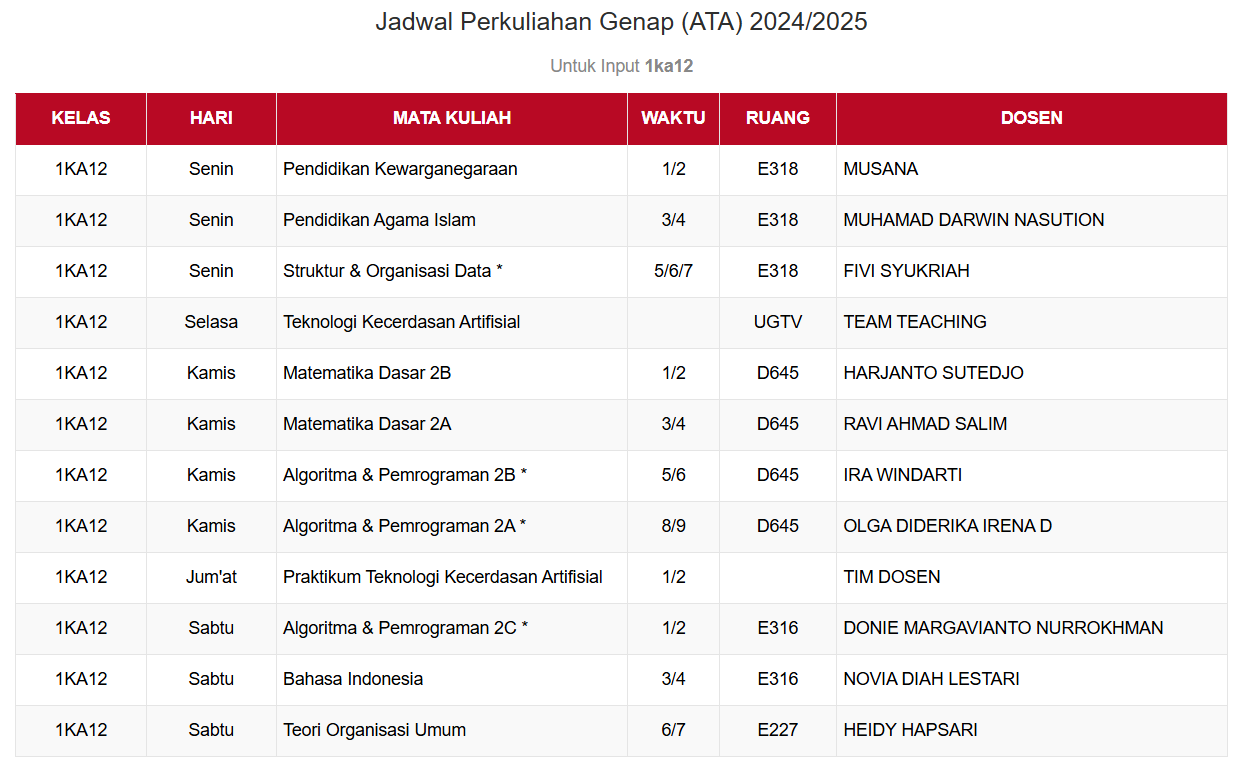 Jadwal Perkuliahan Genap (ATA) 2024/2025
Untuk Input 1ka12
KELAS HARI MATA KULIAH WAKTU RUANG DOSEN
1KA12 Senin Pendidikan Kewarganegaraan 1/2 E318 MUSANA
1KA12 Senin Pendidikan Agama Islam 3/4 E318 MUHAMAD DARWIN NASUTION
1KA12 Senin Struktur & Organisasi Data * 5/6/7 E318 FIVI SYUKRIAH
1KA12 Selasa Teknologi Kecerdasan Artifisial UGTV TEAM TEACHING
1KA12 Kamis Matematika Dasar 2B 1/2 D645 HARJANTO SUTEDJO
1KA12 Kamis Matematika Dasar 2A 3/4 D645 RAVI AHMAD SALIM
1KA12 Kamis Algoritma & Pemrograman 2B * 5/6 D645 IRA WINDARTI
1KA12 Kamis Algoritma & Pemrograman 2A * 8/9 D645 OLGA DIDERIKA IRENA D
1KA12 Jum'at Praktikum Teknologi Kecerdasan Artifisial 1/2 TIM DOSEN
1KA12 Sabtu Algoritma & Pemrograman 2C * 1/2 E316 DONIE MARGAVIANTO NURROKHMAN
1KA12 Sabtu Bahasa Indonesia 3/4 E316 NOVIA DIAH LESTARI
1KA12 Sabtu Teori Organisasi Umum 6/7 E227 HEIDY HAPSARI